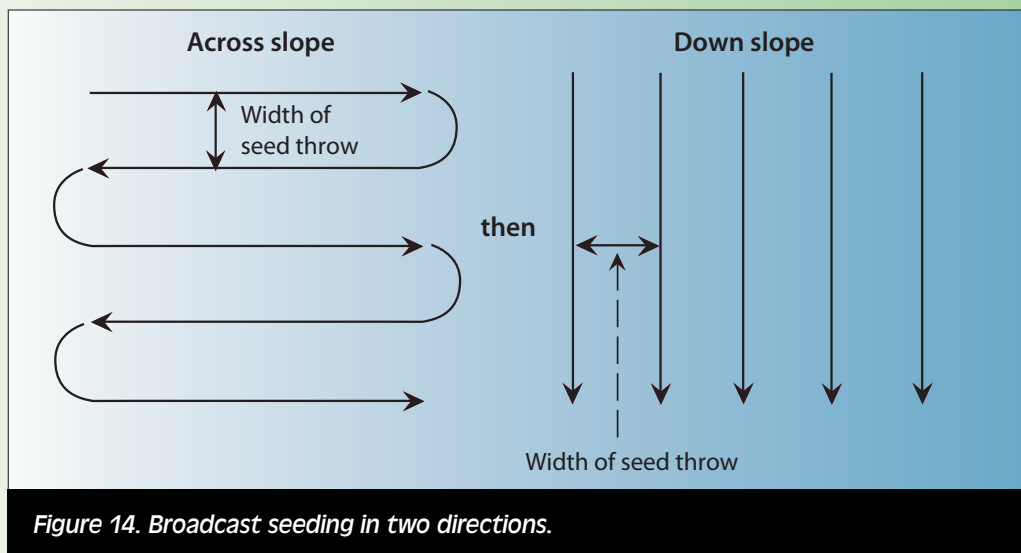 Across slope
Width of
seed throw
then
Down slope
Width of seed throw
Figure 14. Broadcast seeding in two directions.